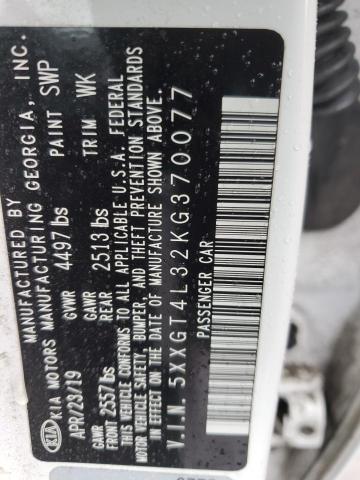 MANUFACTURED BY
KIA KIA MOTORS MANUFACTURING GEORGIA, INC.
APR/23/19 GVWR 4497 lbs PAINT SWP
GAWR FRONT 2557 lbs GAWR REAR 2513 lbs TRIM WK
THIS VEHICLE CONFORMS TO ALL APPLICABLE U.S.A. FEDERAL
MOTOR VEHICLE SAFETY, BUMPER, AND THEFT PREVENTION STANDARDS
IN EFFECT ON THE DATE OF MANUFACTURE SHOWN ABOVE.
V.I.N. 5XXGT4L32KG370077
PASSENGER CAR